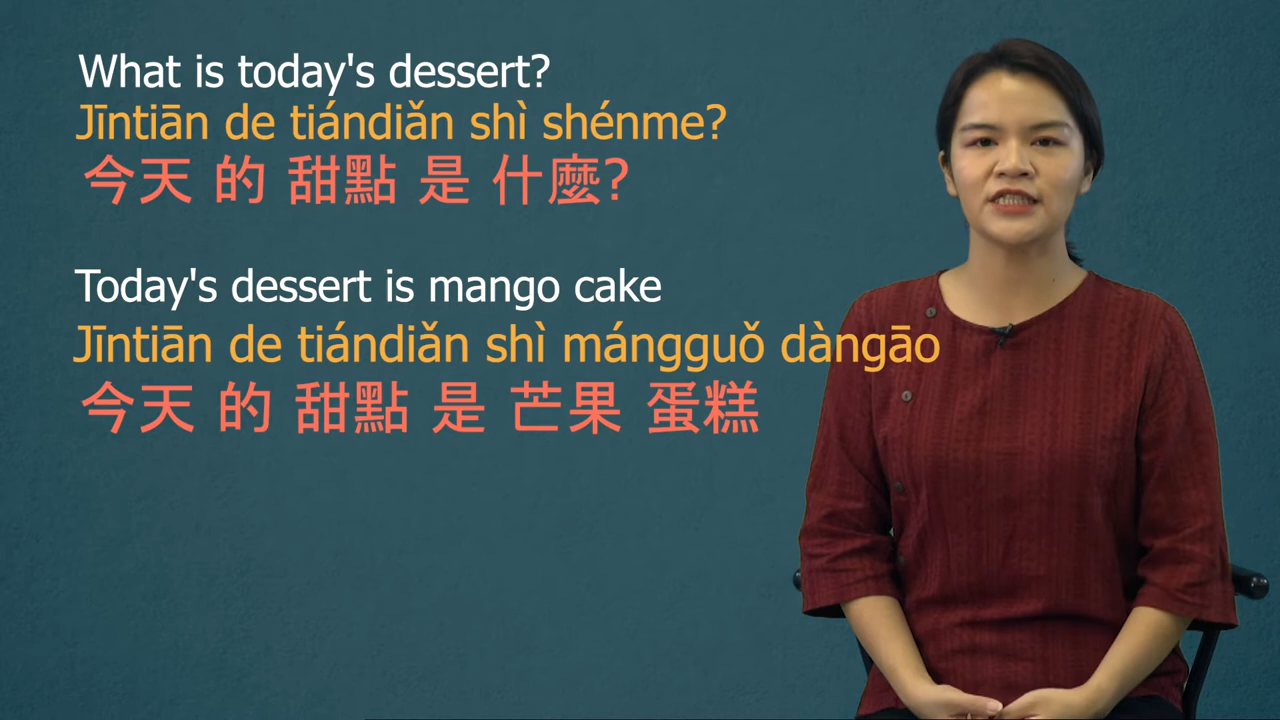 What is today's dessert?
Jīntiān de tiándiǎn shì shénme?
今天 的 甜點 是 什麼?
Today's dessert is mango cake
Jīntiān de tiándiǎn shì mángguǒ dàngāo
今天 的 甜點 是 芒果 蛋糕